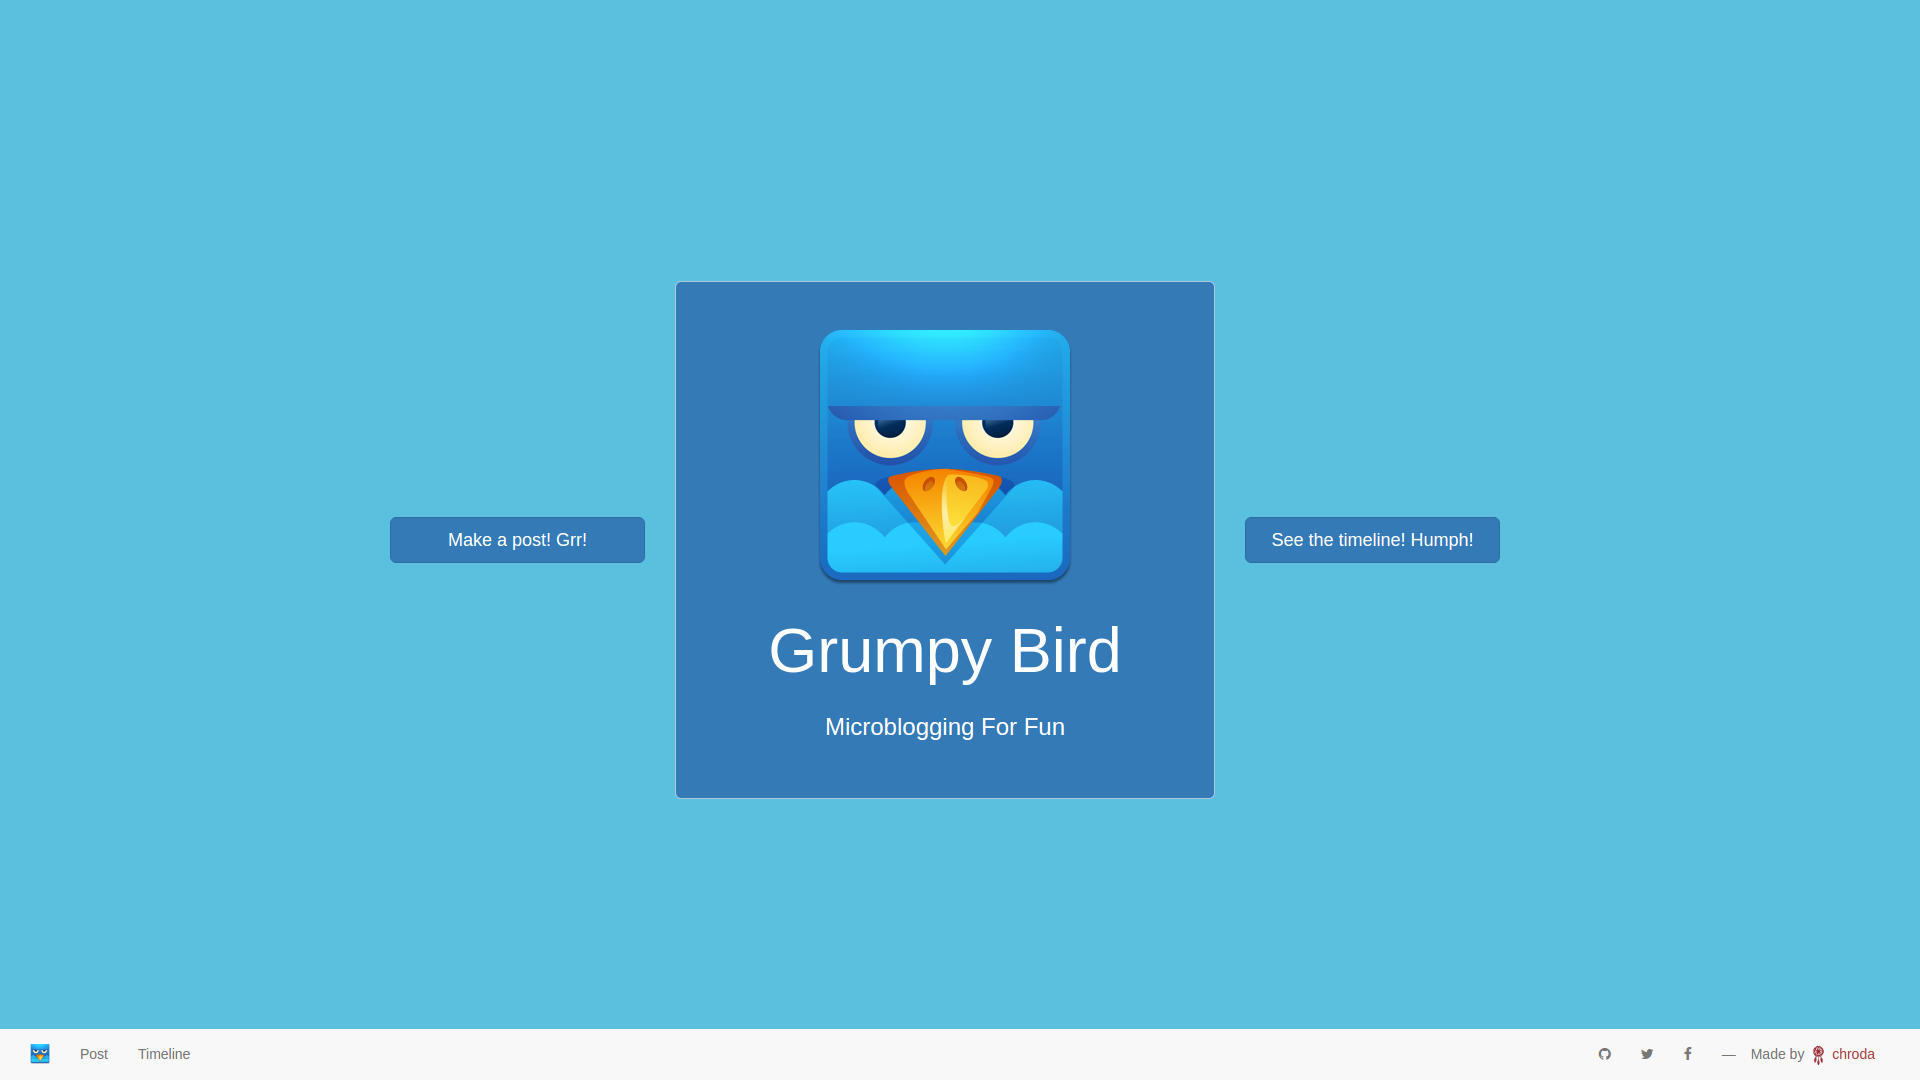 Make a post! Grr!
Grumpy Bird
Microblogging For Fun
See the timeline! Humph!
Post Timeline — Made by chroda